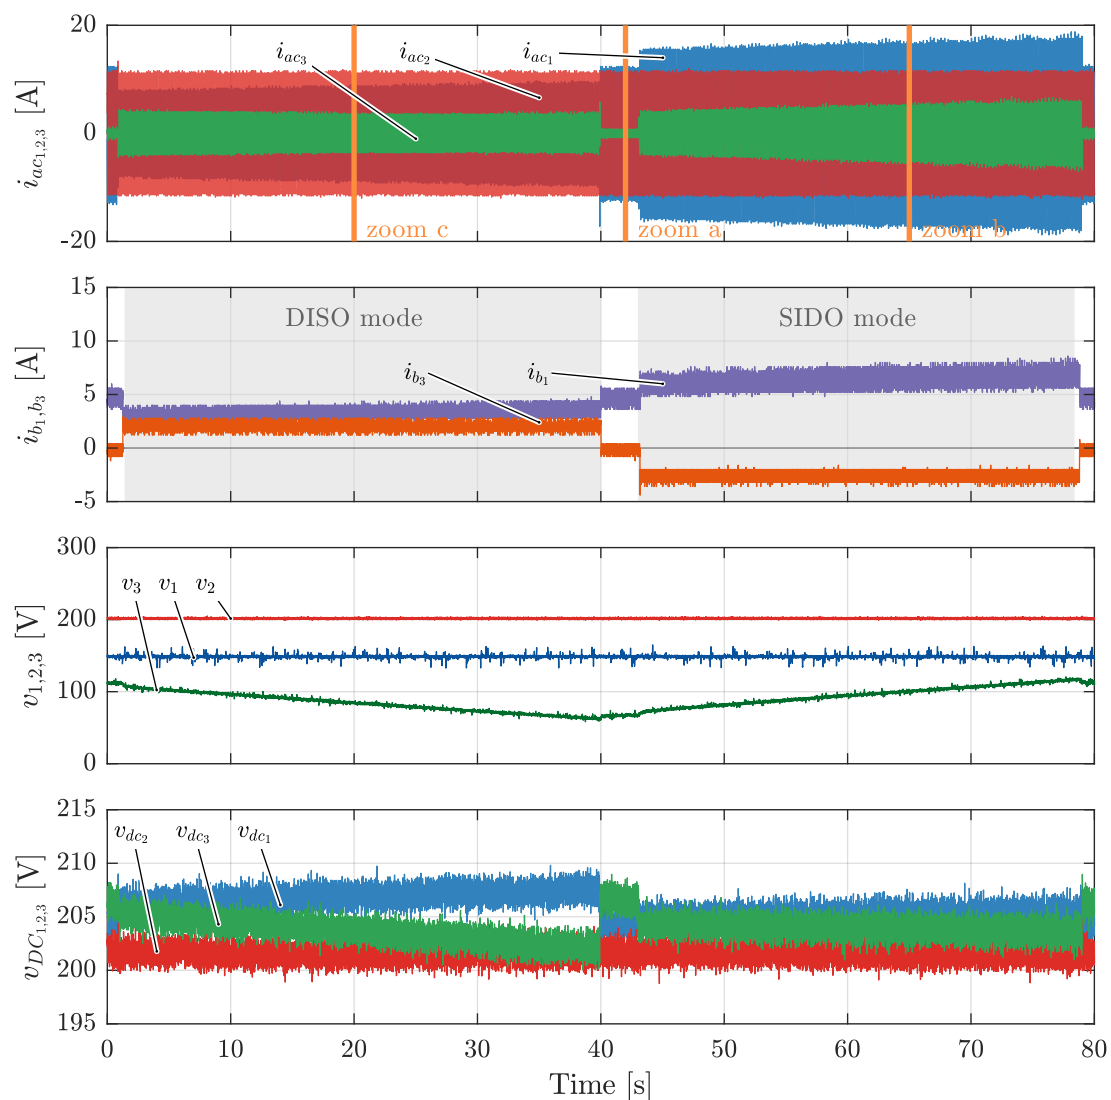 20
0
-20
i_{ac_{1,2,3}} [A]
i_{ac_3}
i_{ac_2}
i_{ac_1}
zoom c
zoom a
zoom b
15
10
5
0
-5
i_{b_1,b_3} [A]
DISO mode
SIDO mode
i_{b_3}
i_{b_1}
300
200
100
0
v_{1,2,3} [V]
v_3
v_1
v_2
215
210
205
200
195
v_{DC_{1,2,3}} [V]
v_{dc_2}
v_{dc_3}
v_{dc_1}
0 10 20 30 40 50 60 70 80
Time [s]